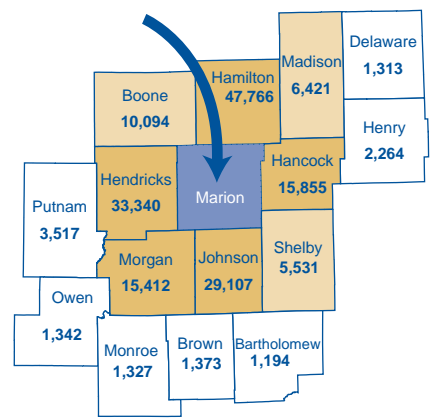 Delaware
1,313
Madison
6,421
Hamilton
47,766
Boone
10,094
Henry
2,264
Hancock
15,855
Hendricks
33,340
Marion
Putnam
3,517
Shelby
5,531
Morgan
15,412
Johnson
29,107
Owen
1,342
Monroe
1,327
Brown
1,373
Bartholomew
1,194